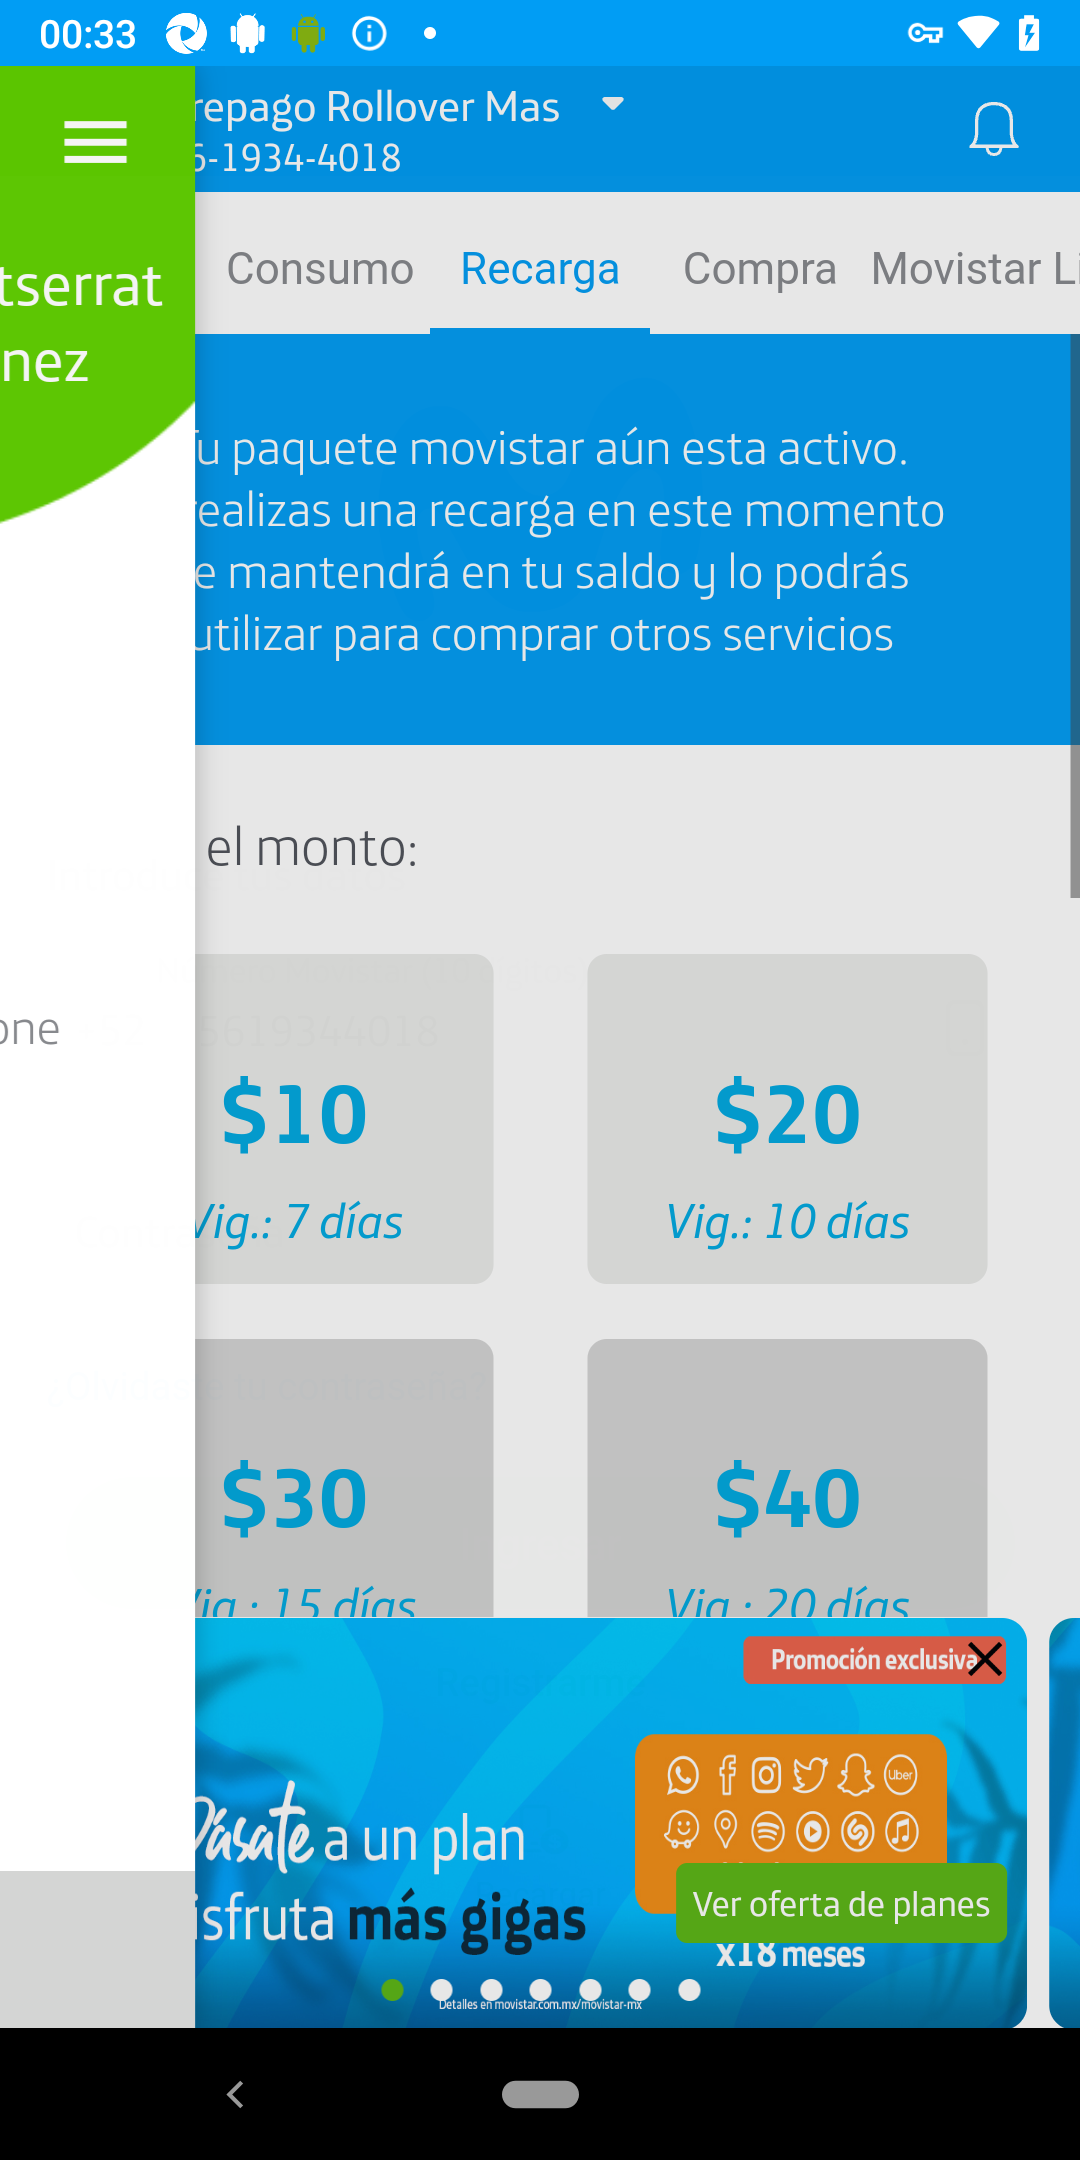 00:33
repago Rollover Mas
6-1934-4018
tserrat
nez
Consumo Recarga Compra Movistar Li
Tu paquete movistar aún esta activo.
realizas una recarga en este momento
e mantendrá en tu saldo y lo podrás
utilizar para comprar otros servicios
el monto:
one
5619344018
$10
Vig.: 7 días
$20
Vig.: 10 días
$30
Vig.: 15 días
$40
Vig.: 20 días
Promoción exclusiva
Uber
Pásate a un plan
isfruta más gigas
Ver oferta de planes
x18 meses
Detalles en movistar.com.mx/movistar-mx